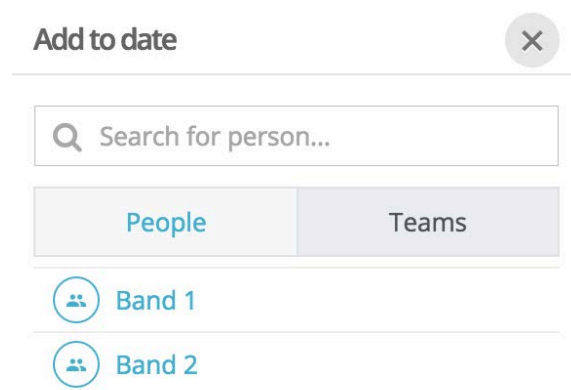 Add to date
Search for person...
People Teams
Band 1
Band 2